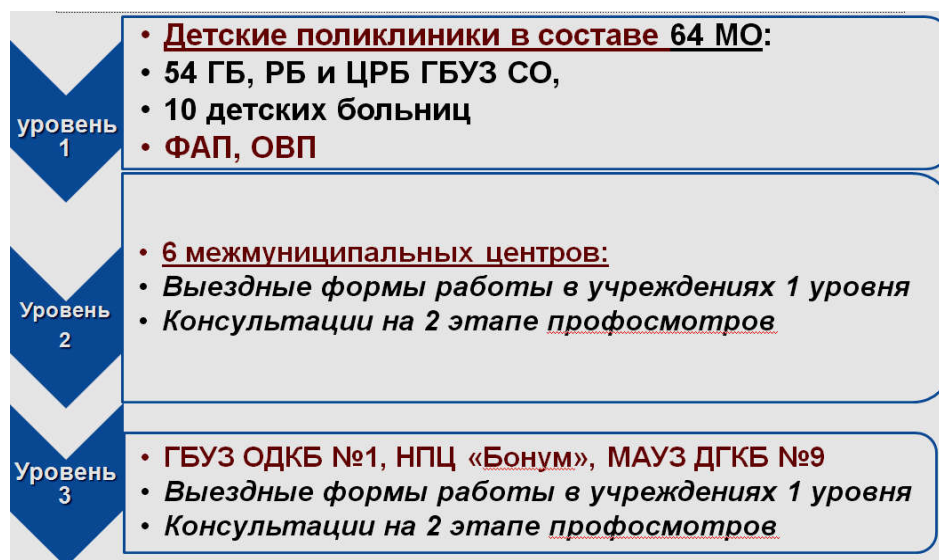 уровень
1
• Детские поликлиники в составе 64 МО:
• 54 ГБ, РБ и ЦРБ ГБУЗ СО,
• 10 детских больниц
• ФАП, ОВП
Уровень
2
• 6 межмуниципальных центров:
• Выездные формы работы в учреждениях 1 уровня
• Консультации на 2 этапе профосмотров
Уровень
3
• ГБУЗ ОДКБ №1, НПЦ «Бонум», МАУЗ ДГКБ №9
• Выездные формы работы в учреждениях 1 уровня
• Консультации на 2 этапе профосмотров